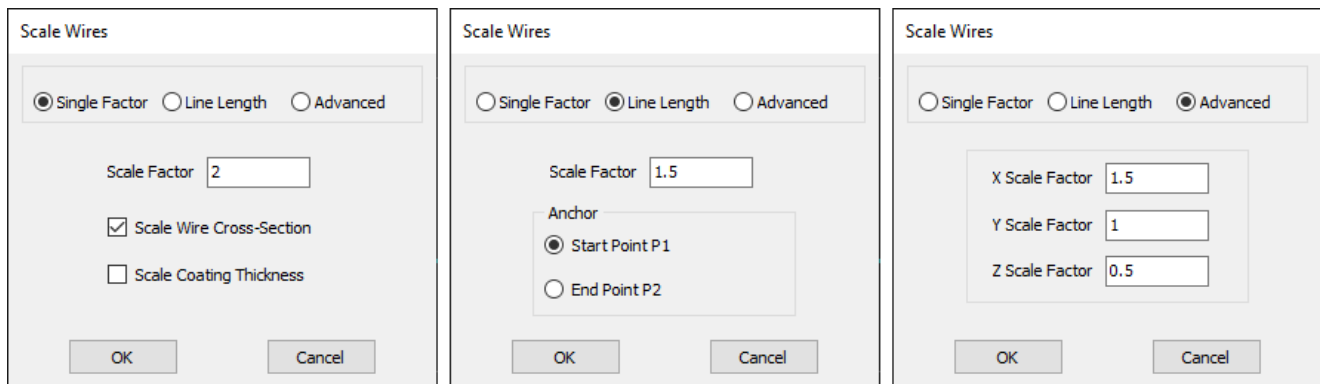 Scale Wires
Single Factor Line Length Advanced
Scale Factor 2
Scale Wire Cross-Section
Scale Coating Thickness
OK Cancel
Scale Wires
Single Factor Line Length Advanced
Scale Factor 1.5
Anchor
Start Point P1
End Point P2
OK Cancel
Scale Wires
Single Factor Line Length Advanced
X Scale Factor 1.5
Y Scale Factor 1
Z Scale Factor 0.5
OK Cancel